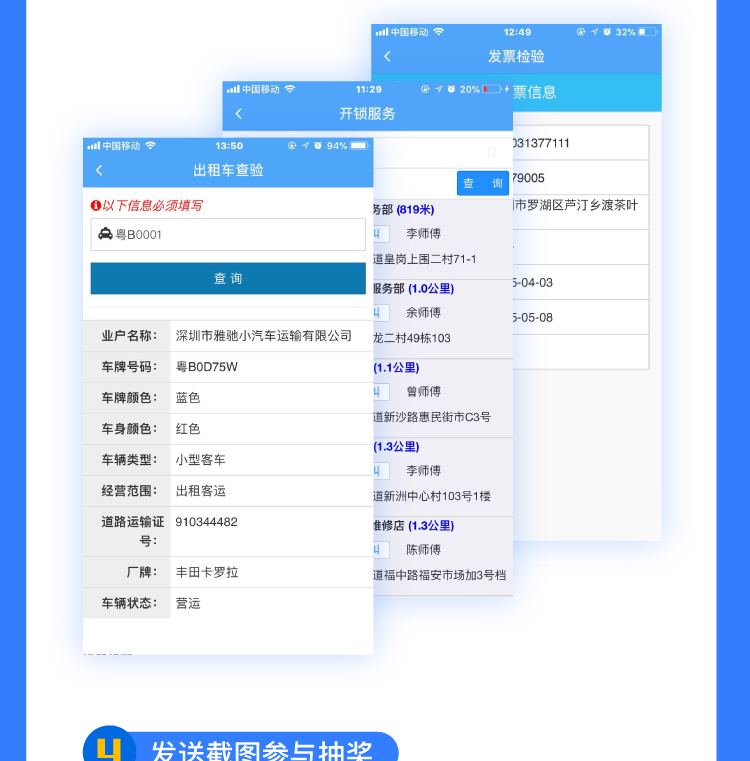 中国移动 12:49 32%
发票检验
票信息
031377111
79005
市罗湖区芦汀乡渡茶叶
5-04-03
5-05-08
中国移动 11:29 20%
开锁服务
查 询
务部 (819米)
李师傅
道皇岗上围二村71-1
服务部 (1.0公里)
余师傅
龙二村49栋103
(1.1公里)
曾师傅
道新沙路惠民街市C3号
(1.3公里)
李师傅
道新洲中心村103号1楼
维修店 (1.3公里)
陈师傅
道福中路福安市场加3号档
中国移动 13:50 94%
出租车查验
以下信息必须填写
粤B0001
查 询
业户名称： 深圳市雅驰小汽车运输有限公司
车牌号码： 粤B0D75W
车牌颜色： 蓝色
车身颜色： 红色
车辆类型： 小型客车
经营范围： 出租客运
道路运输证 910344482
号：
厂牌： 丰田卡罗拉
车辆状态： 营运
4 发送截图参与抽奖